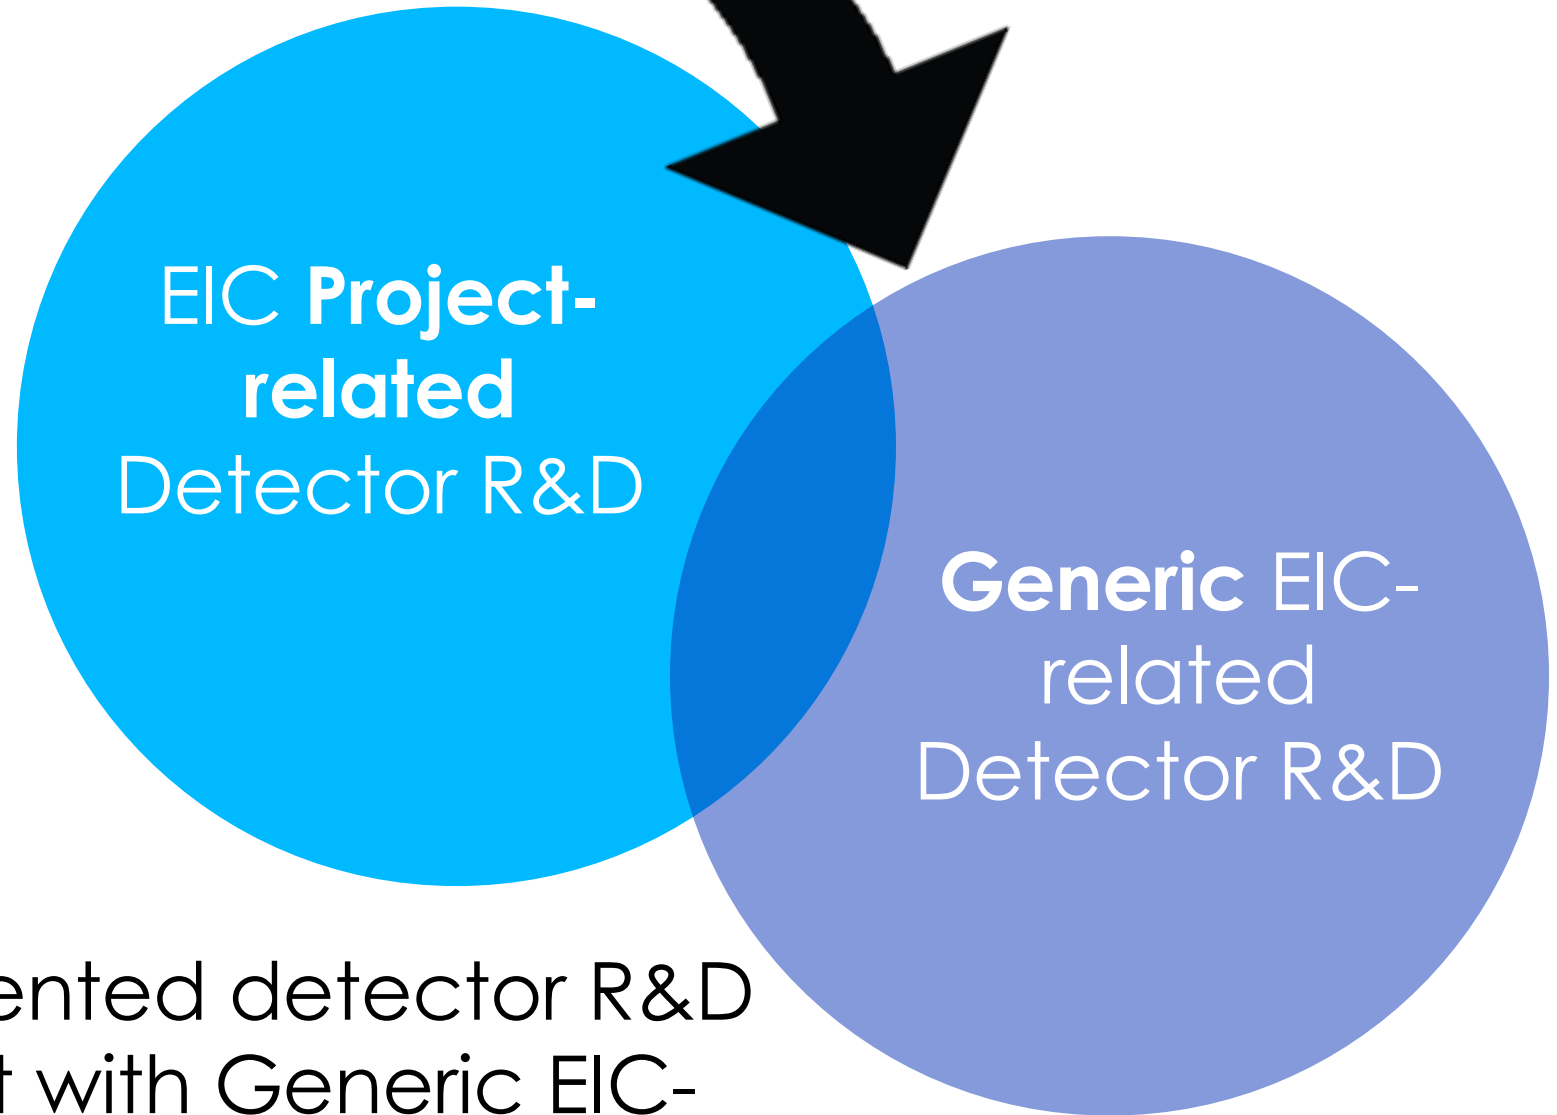 EIC Project-
related
Detector R&D
Generic EIC-
related
Detector R&D
ented detector R&D
t with Generic EIC-